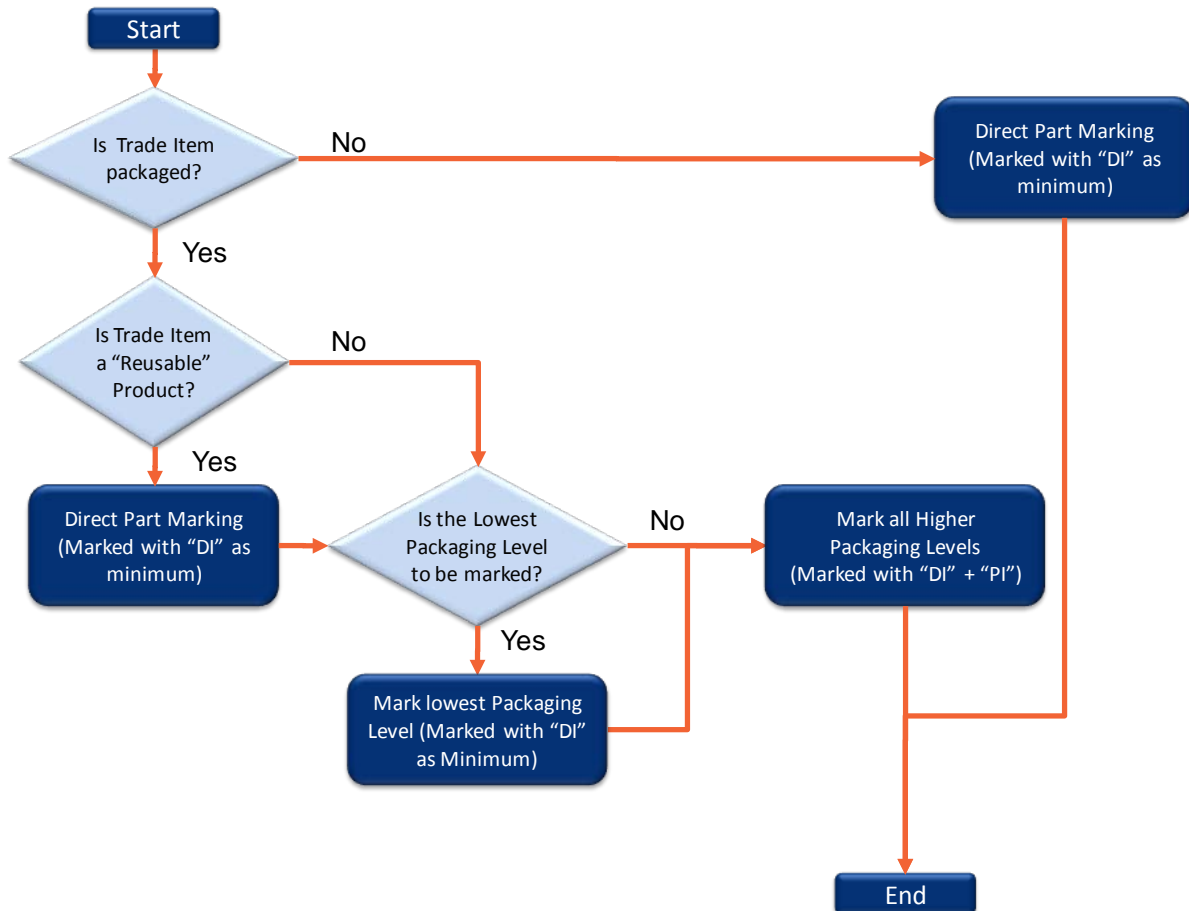 Start
Is Trade Item
packaged?
No
Direct Part Marking
(Marked with “DI” as
minimum)
Yes
Is Trade Item
a “Reusable”
Product?
No
Yes
Direct Part Marking
(Marked with “DI” as
minimum)
Is the Lowest
Packaging Level
to be marked?
No
Mark all Higher
Packaging Levels
(Marked with “DI” + “PI”)
Yes
Mark lowest Packaging
Level (Marked with “DI”
as Minimum)
End